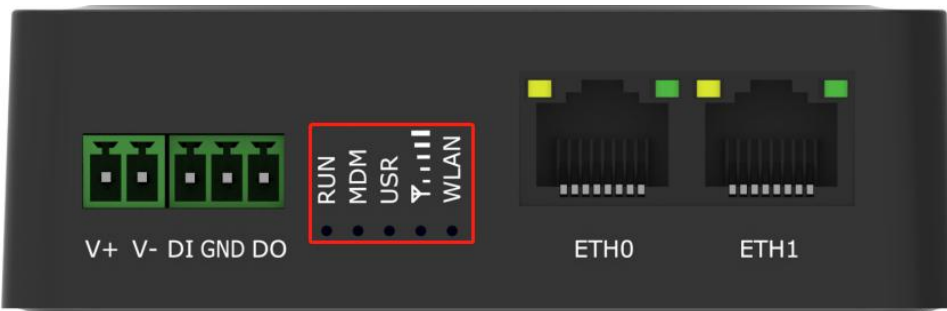 RUN
MDM
USR
WLAN
V+ V- DI GND DO
ETH0
ETH1